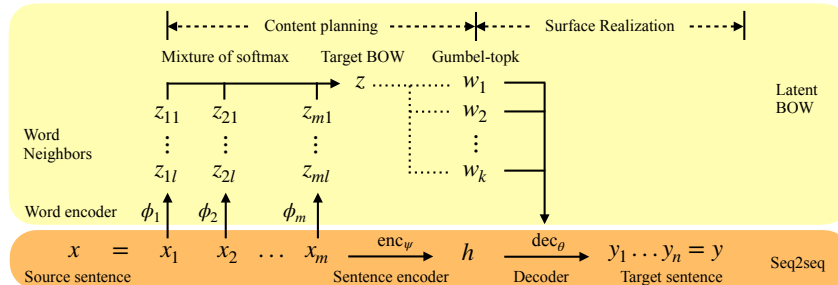 Content planning Surface Realization
Mixture of softmax Target BOW Gumbel-topk
z w₁
z₁₁ z₂₁ zₘ₁ w₂ Latent BOW
Word Neighbors ⋮ ⋮ ⋮ ⋮
z₁ₗ z₂ₗ zₘₗ wₖ
Word encoder ϕ₁ ϕ₂ ϕₘ
x = x₁ x₂ … xₘ enc_ψ h dec_θ y₁ … yₙ = y Seq2seq
Source sentence Sentence encoder Decoder Target sentence